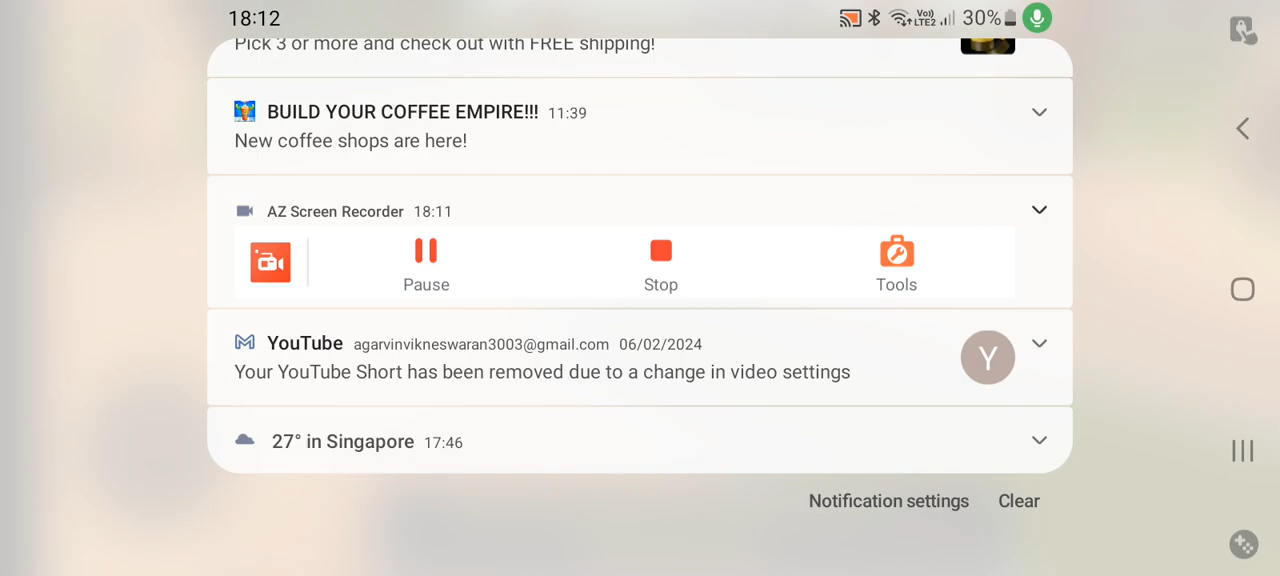 18:12
Vo)) LTE2 30%
Pick 3 or more and check out with FREE shipping!
BUILD YOUR COFFEE EMPIRE!!! 11:39
New coffee shops are here!
AZ Screen Recorder 18:11
Pause Stop Tools
YouTube agarvinvikneswaran3003@gmail.com 06/02/2024
Your YouTube Short has been removed due to a change in video settings
Y
27° in Singapore 17:46
Notification settings Clear